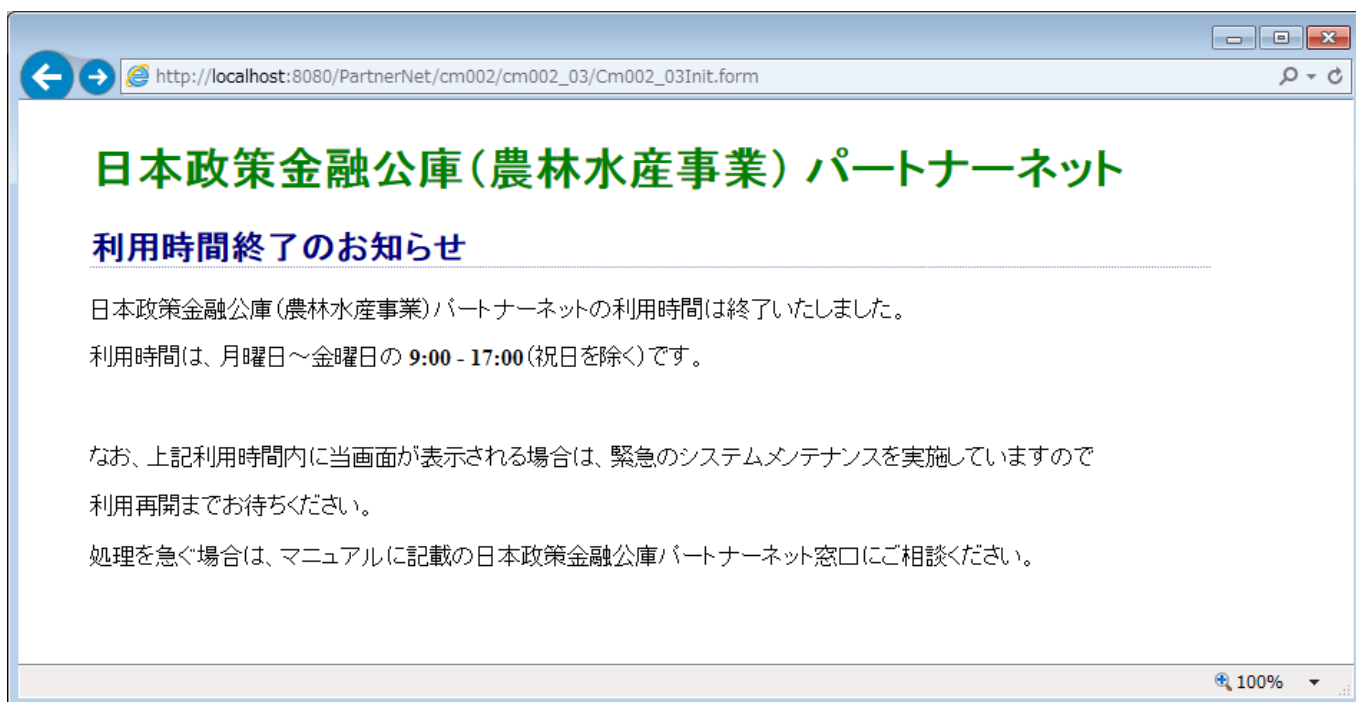 http://localhost:8080/PartnerNet/cm002/cm002_03/Cm002_03Init.form
日本政策金融公庫(農林水産事業) パートナーネット
利用時間終了のお知らせ
日本政策金融公庫(農林水産事業)パートナーネットの利用時間は終了いたしました。
利用時間は、月曜日～金曜日の 9:00 - 17:00(祝日を除く)です。
なお、上記利用時間内に当画面が表示される場合は、緊急のシステムメンテナンスを実施していますので
利用再開までお待ちください。
処理を急ぐ場合は、マニュアルに記載の日本政策金融公庫パートナーネット窓口にご相談ください。
100%